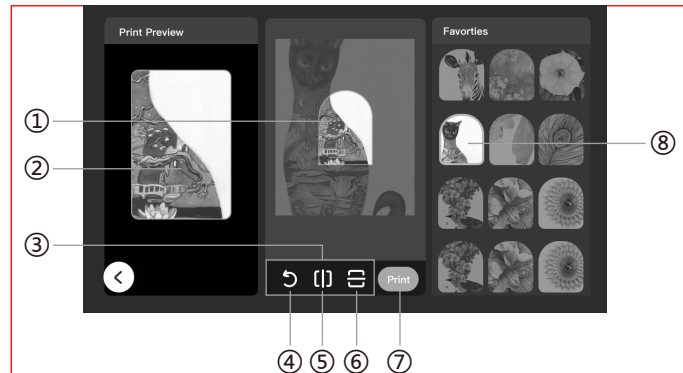 Print Preview
Favorties
①
②
③
④
⑤
⑥
⑦
⑧
Print